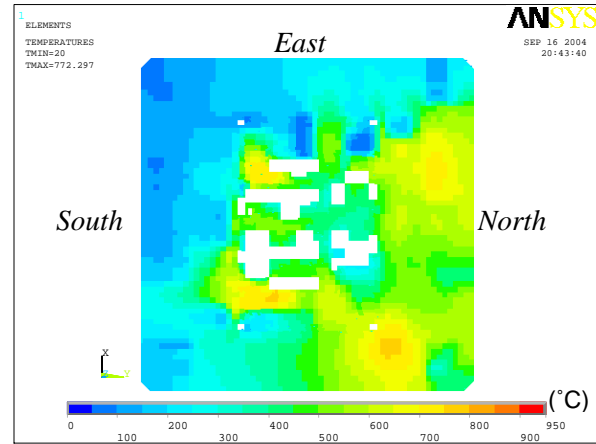 1
ELEMENTS
TEMPERATURES
TMIN=20
TMAX=772.297
East
ANSYS
SEP 16 2004
20:43:40
South
North
X
Z Y
(°C)
0 200 400 600 800 950
100 300 500 700 900